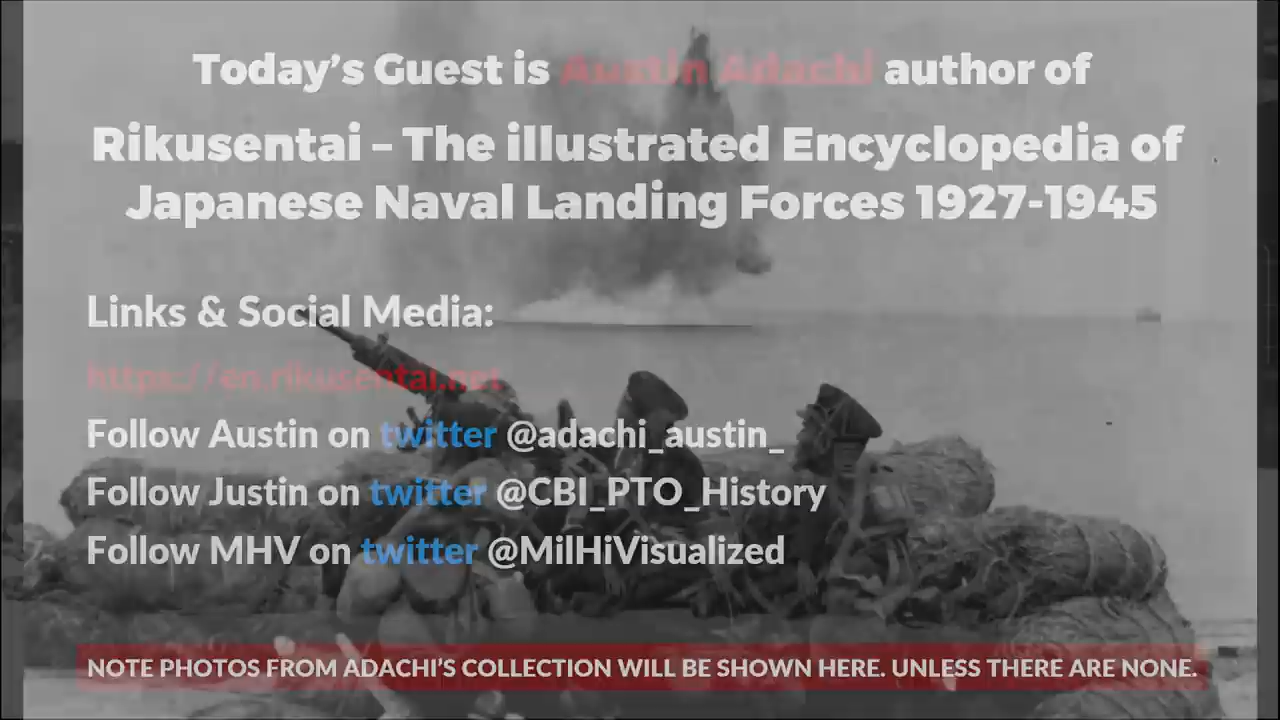 Today's Guest is Austin Adachi author of
Rikusentai – The illustrated Encyclopedia of
Japanese Naval Landing Forces 1927-1945
Links & Social Media:
https://en.rikusentai.net
Follow Austin on twitter @adachi_austin_
Follow Justin on twitter @CBI_PTO_History
Follow MHV on twitter @MilHiVisualized
NOTE PHOTOS FROM ADACHI'S COLLECTION WILL BE SHOWN HERE. UNLESS THERE ARE NONE.